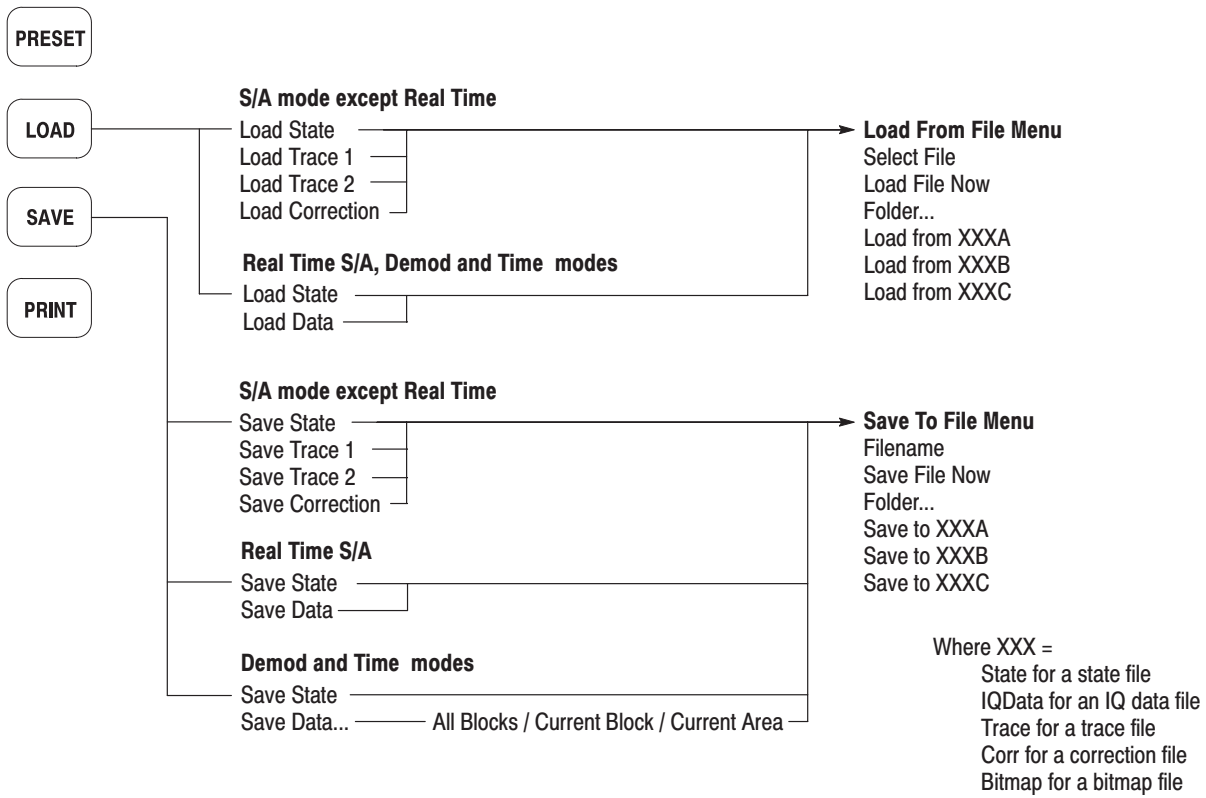 PRESET
LOAD
SAVE
PRINT
S/A mode except Real Time
Load State
Load Trace 1
Load Trace 2
Load Correction
Real Time S/A, Demod and Time modes
Load State
Load Data
Load From File Menu
Select File
Load File Now
Folder...
Load from XXXA
Load from XXXB
Load from XXXC
S/A mode except Real Time
Save State
Save Trace 1
Save Trace 2
Save Correction
Real Time S/A
Save State
Save Data
Demod and Time modes
Save State
Save Data... All Blocks / Current Block / Current Area
Save To File Menu
Filename
Save File Now
Folder...
Save to XXXA
Save to XXXB
Save to XXXC
Where XXX =
State for a state file
IQData for an IQ data file
Trace for a trace file
Corr for a correction file
Bitmap for a bitmap file